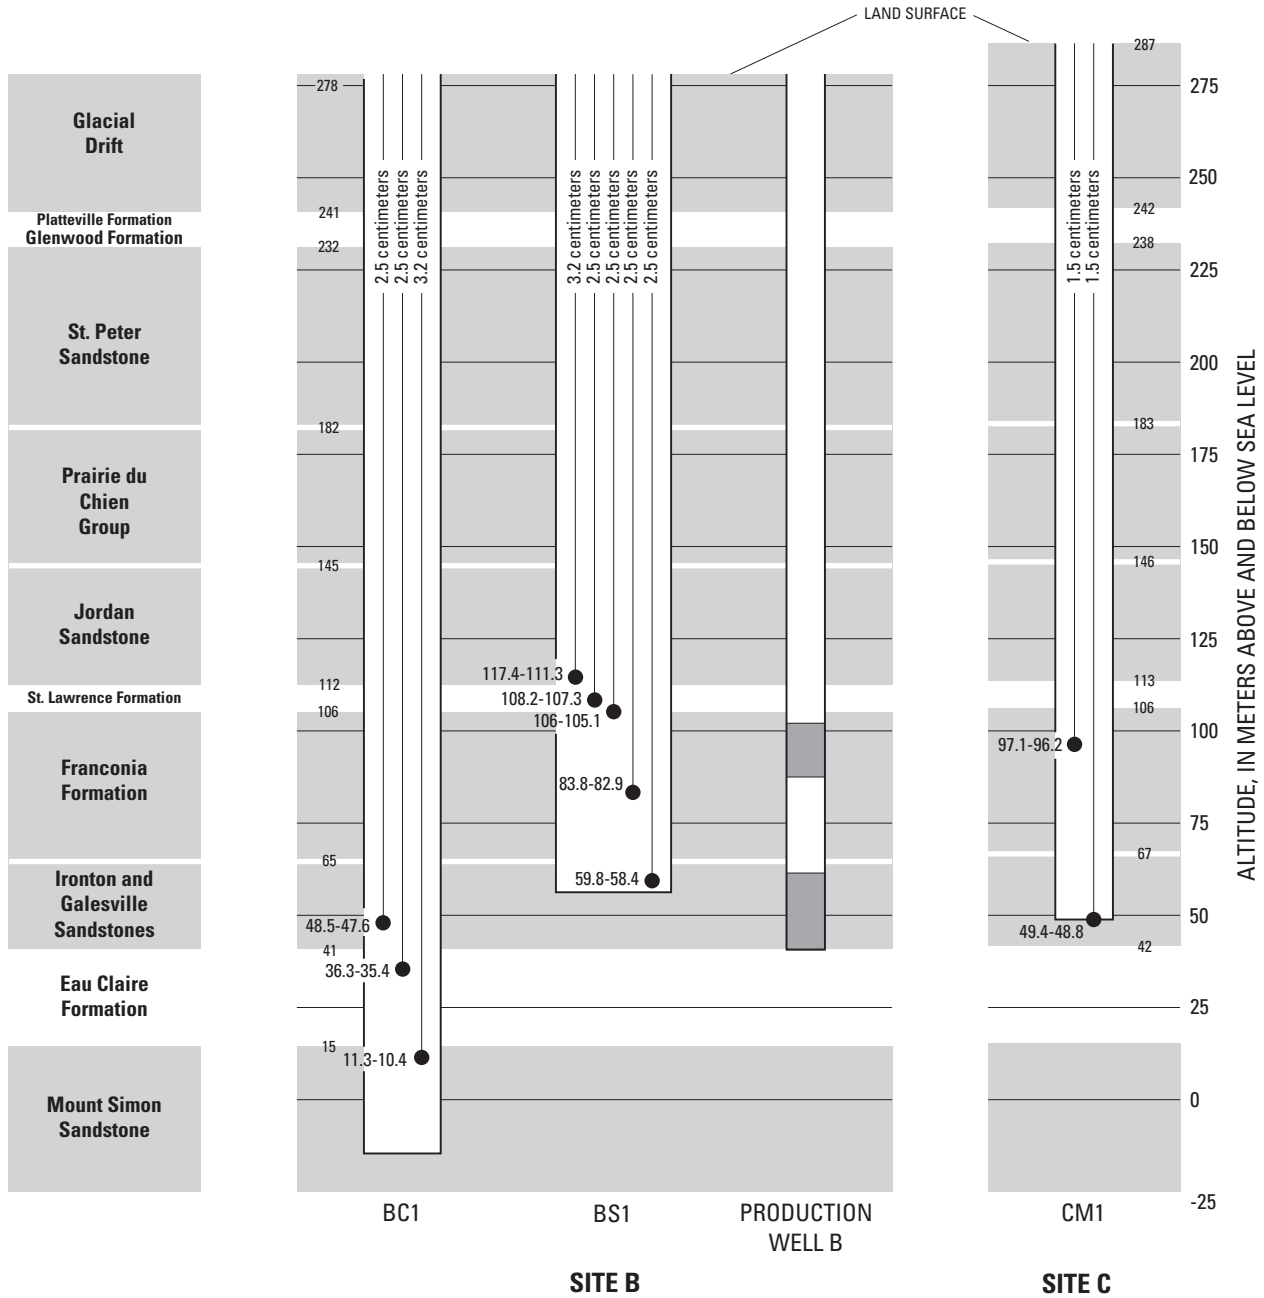 LAND SURFACE
287
278
275
Glacial
Drift
250
2.5 centimeters
2.5 centimeters
3.2 centimeters
3.2 centimeters
2.5 centimeters
2.5 centimeters
2.5 centimeters
2.5 centimeters
1.5 centimeters
1.5 centimeters
241
242
Platteville Formation
Glenwood Formation
232
238
225
St. Peter
Sandstone
200
182
183
175
Prairie du
Chien
Group
150
145
146
Jordan
Sandstone
125
117.4-111.3
112
113
St. Lawrence Formation
108.2-107.3
106
106-105.1
106
100
97.1-96.2
Franconia
Formation
83.8-82.9
75
65
67
Ironton and
Galesville
Sandstones
59.8-58.4
50
48.5-47.6
49.4-48.8
41
42
36.3-35.4
Eau Claire
Formation
25
15
11.3-10.4
Mount Simon
Sandstone
0
-25
ALTITUDE, IN METERS ABOVE AND BELOW SEA LEVEL
BC1
BS1
PRODUCTION
WELL B
CM1
SITE B
SITE C